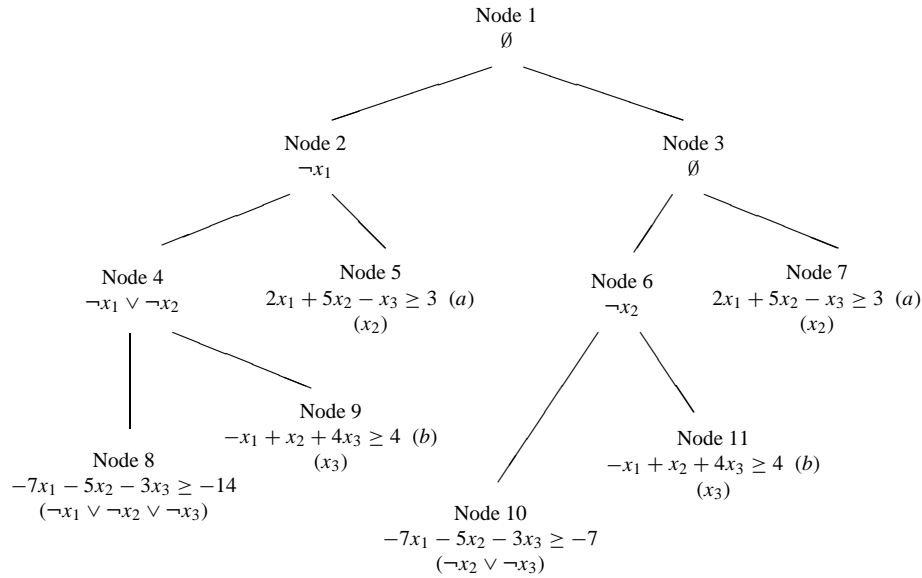 Node 1
∅
Node 2
¬x₁
Node 3
∅
Node 4
¬x₁ ∨ ¬x₂
Node 5
2x₁ + 5x₂ − x₃ ≥ 3 (a)
(x₂)
Node 6
¬x₂
Node 7
2x₁ + 5x₂ − x₃ ≥ 3 (a)
(x₂)
Node 8
−7x₁ − 5x₂ − 3x₃ ≥ −14
(¬x₁ ∨ ¬x₂ ∨ ¬x₃)
Node 9
−x₁ + x₂ + 4x₃ ≥ 4 (b)
(x₃)
Node 10
−7x₁ − 5x₂ − 3x₃ ≥ −7
(¬x₂ ∨ ¬x₃)
Node 11
−x₁ + x₂ + 4x₃ ≥ 4 (b)
(x₃)